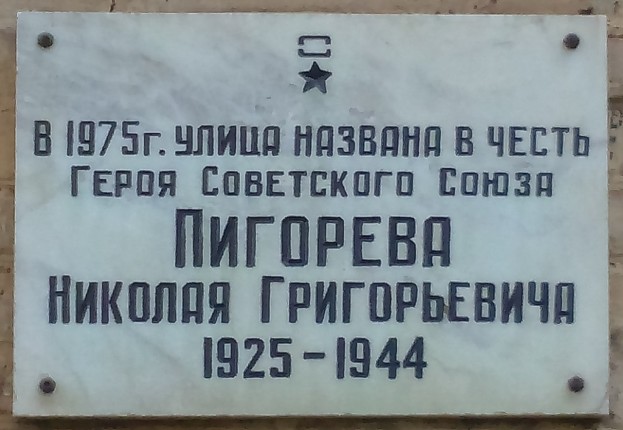 В 1975г. улица названа в честь
Героя Советского Союза
Пигорева
Николая Григорьевича
1925-1944